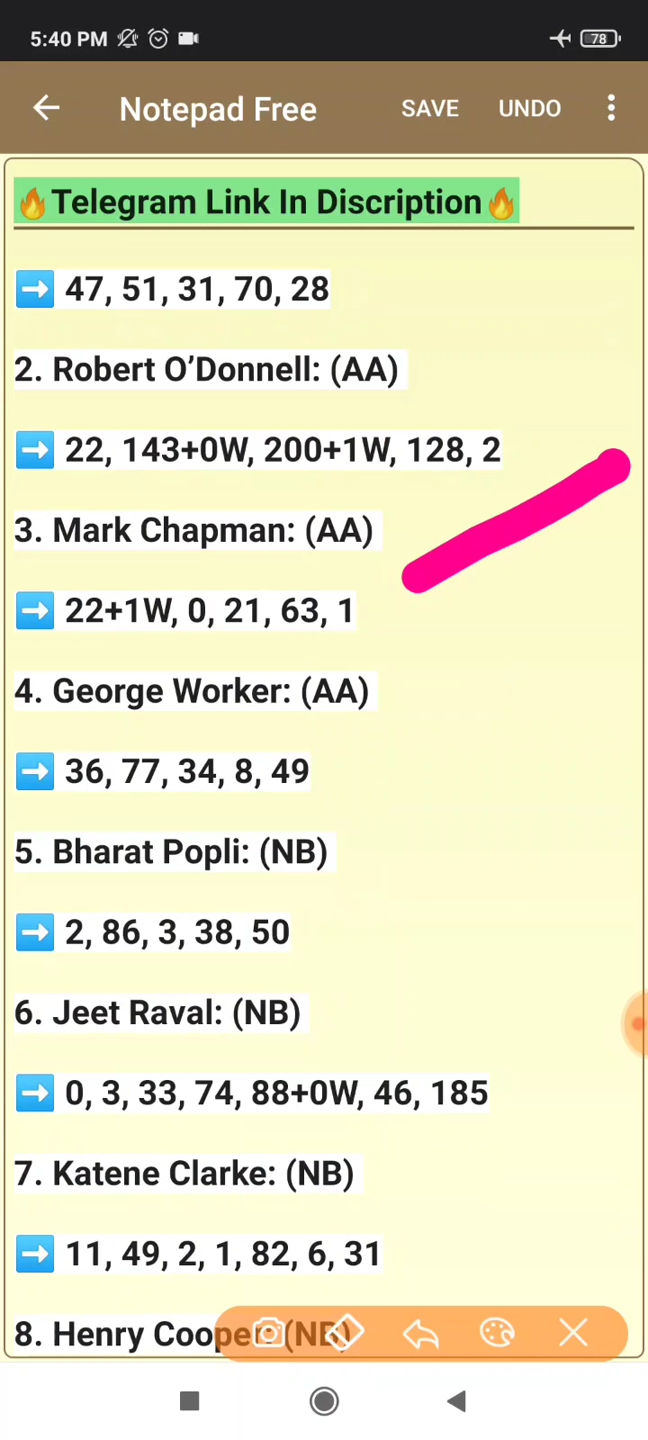 5:40 PM 78
Notepad Free SAVE UNDO
🔥Telegram Link In Discription🔥
➡️ 47, 51, 31, 70, 28
2. Robert O’Donnell: (AA)
➡️ 22, 143+0W, 200+1W, 128, 2
3. Mark Chapman: (AA)
➡️ 22+1W, 0, 21, 63, 1
4. George Worker: (AA)
➡️ 36, 77, 34, 8, 49
5. Bharat Popli: (NB)
➡️ 2, 86, 3, 38, 50
6. Jeet Raval: (NB)
➡️ 0, 3, 33, 74, 88+0W, 46, 185
7. Katene Clarke: (NB)
➡️ 11, 49, 2, 1, 82, 6, 31
8. Henry Cooper: (NB)